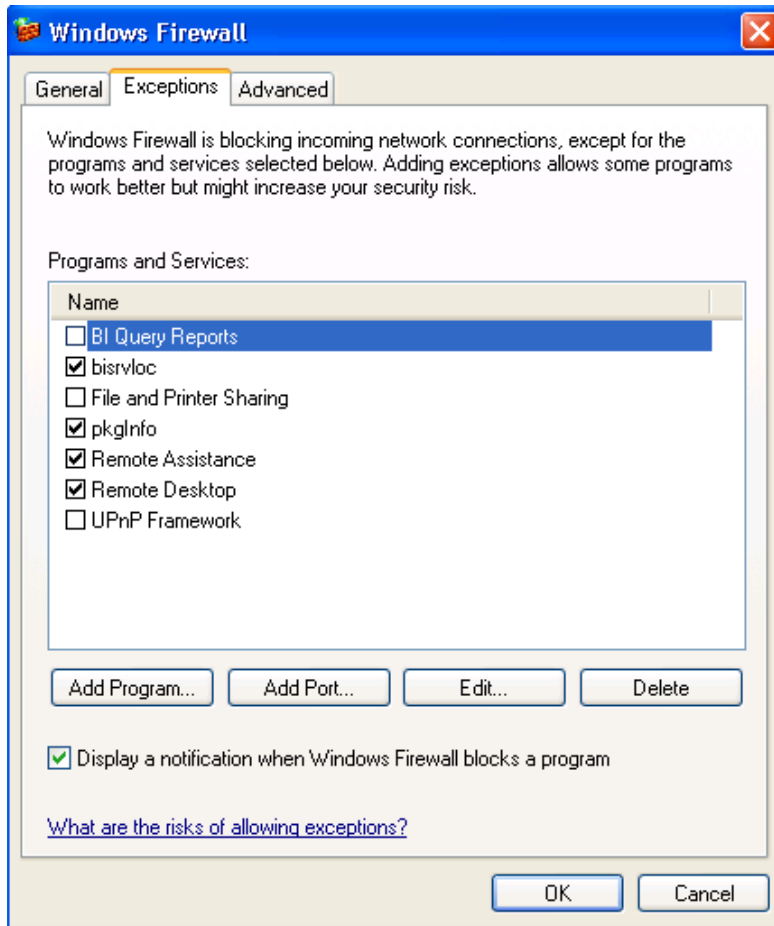 Windows Firewall
General Exceptions Advanced
Windows Firewall is blocking incoming network connections, except for the
programs and services selected below. Adding exceptions allows some programs
to work better but might increase your security risk.
Programs and Services:
Name
BI Query Reports
bisrvloc
File and Printer Sharing
pkgInfo
Remote Assistance
Remote Desktop
UPnP Framework
Add Program... Add Port... Edit... Delete
Display a notification when Windows Firewall blocks a program
What are the risks of allowing exceptions?
OK Cancel